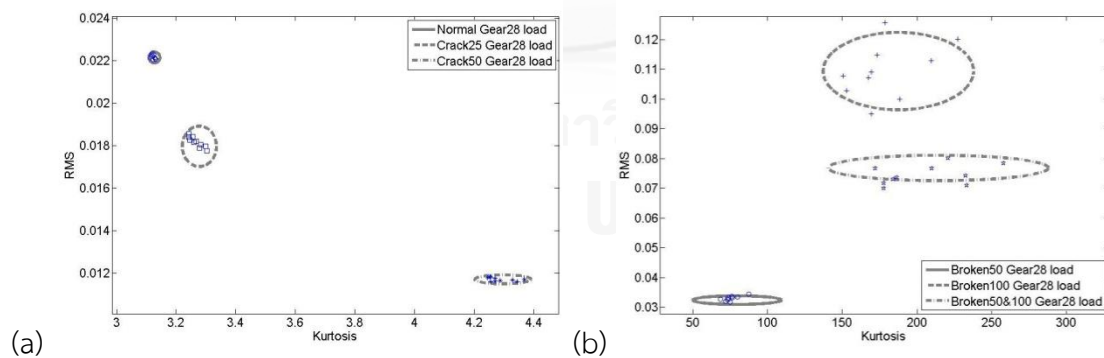 0.024
0.022
0.02
0.018
0.016
0.014
0.012
RMS
3
3.2
3.4
3.6
3.8
4
4.2
4.4
Kurtosis
Normal Gear28 load
Crack25 Gear28 load
Crack50 Gear28 load
(a)
0.12
0.11
0.1
0.09
0.08
0.07
0.06
0.05
0.04
0.03
RMS
50
100
150
200
250
300
Kurtosis
Broken50 Gear28 load
Broken100 Gear28 load
Broken50&100 Gear28 load
(b)